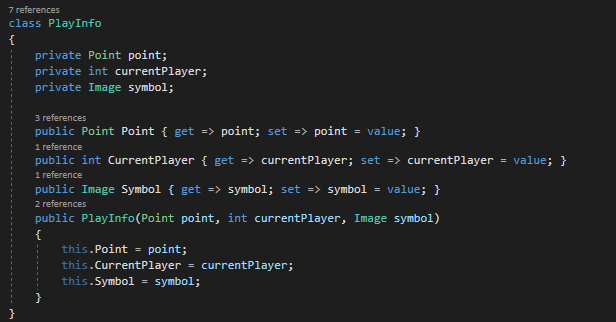 7 references
class PlayInfo
{
    private Point point;
    private int currentPlayer;
    private Image symbol;
    3 references
    public Point Point { get => point; set => point = value; }
    1 reference
    public int CurrentPlayer { get => currentPlayer; set => currentPlayer = value; }
    1 reference
    public Image Symbol { get => symbol; set => symbol = value; }
    2 references
    public PlayInfo(Point point, int currentPlayer, Image symbol)
    {
        this.Point = point;
        this.CurrentPlayer = currentPlayer;
        this.Symbol = symbol;
    }
}